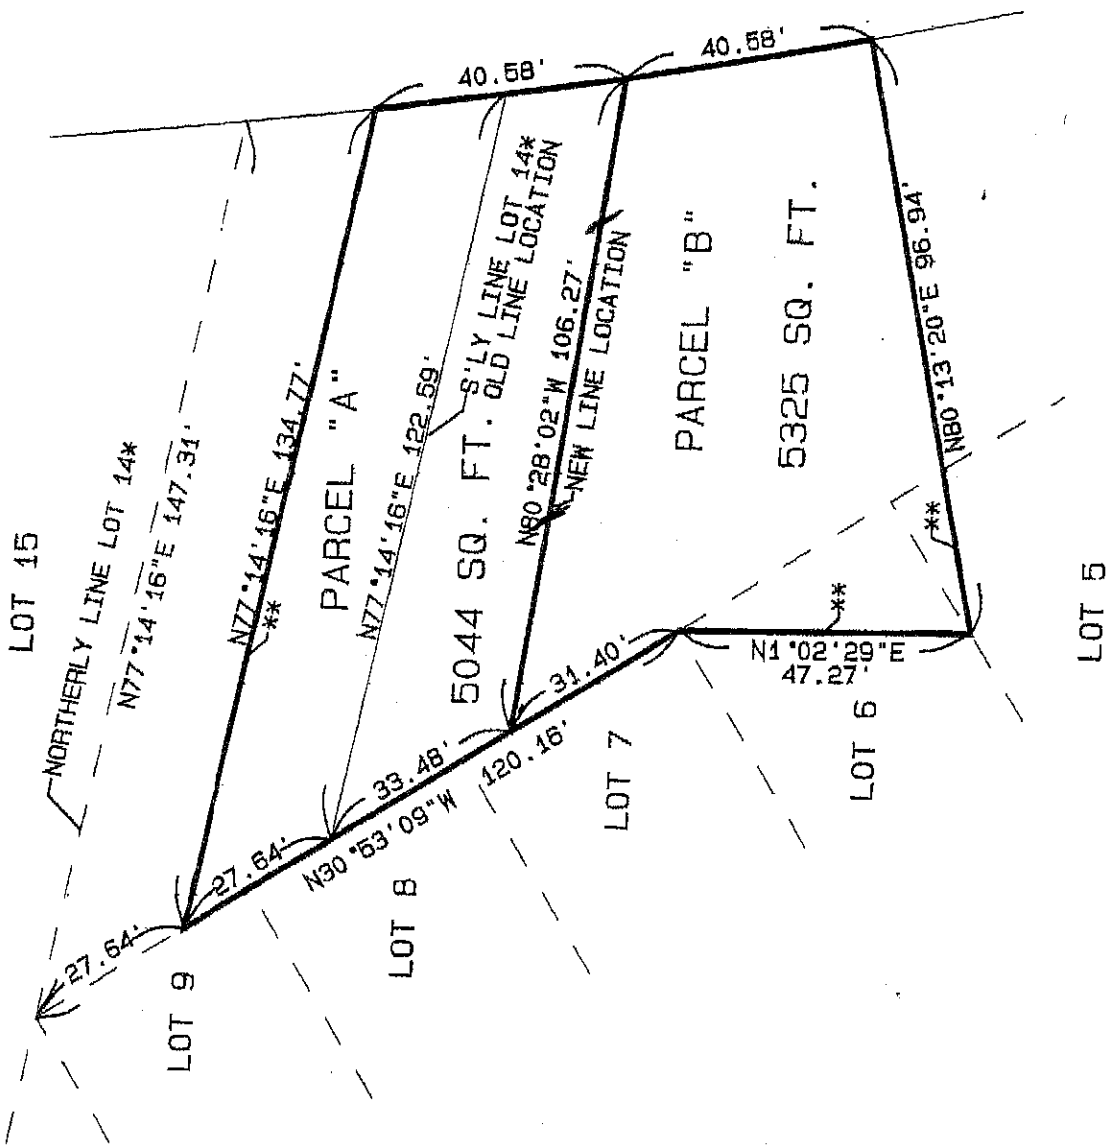 40.58'
40.58'
LOT 15
NORTHERLY LINE LOT 14*
N77°14'16"E 147.31'
N77°14'16"E 134.77'
**
PARCEL "A"
N77°14'16"E 122.69'
S'LY LINE LOT 14*
OLD LINE LOCATION
5044 SQ. FT.
N80°28'02"W 106.27'
NEW LINE LOCATION
PARCEL "B"
5325 SQ. FT.
N80°13'20"E 96.94'
**
**
N1°02'29"E
47.27'
31.40'
33.48'
27.64'
27.64'
N30°53'09"W 120.16'
LOT 9
LOT 8
LOT 7
LOT 6
LOT 5